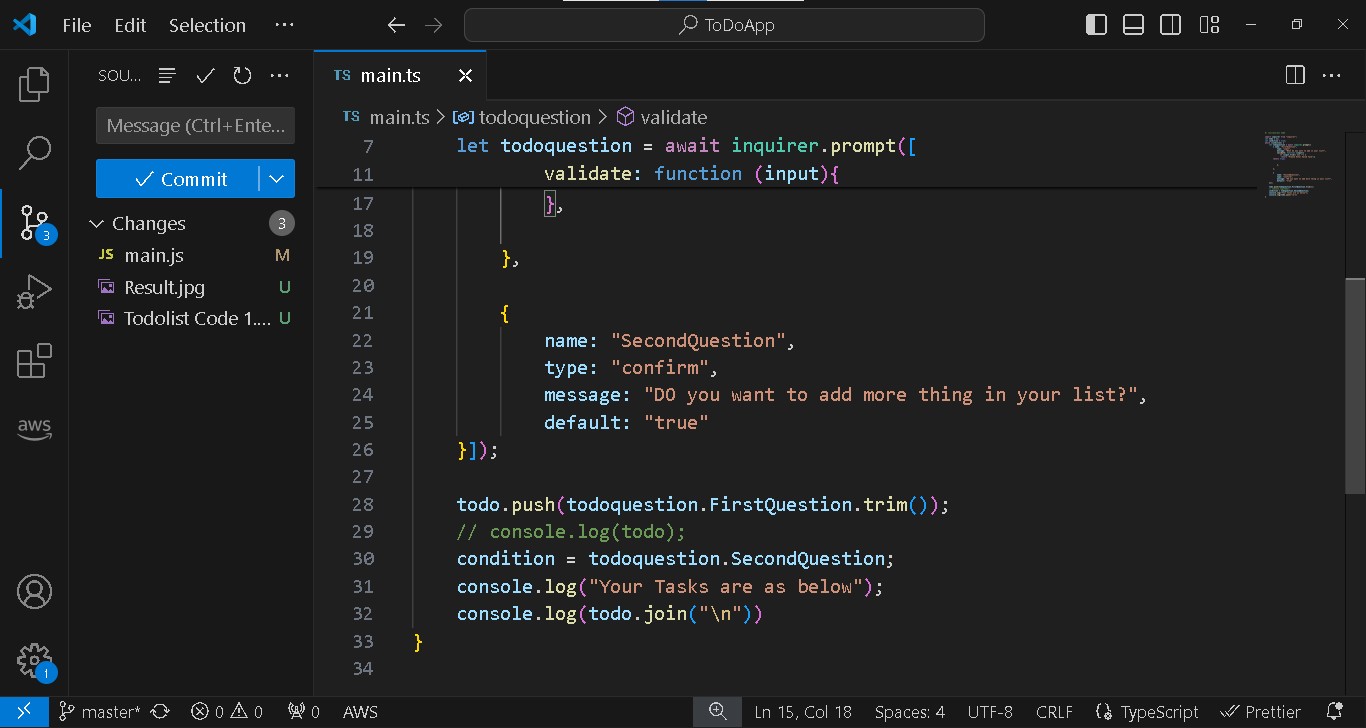 File Edit Selection ··· ToDoApp
SOU... ···
TS main.ts
···
Message (Ctrl+Ente...
Commit
Changes 3
JS main.js M
Result.jpg U
Todolist Code 1.... U
3
aws
1
TS main.ts > todoquestion > validate
7 let todoquestion = await inquirer.prompt([
11 validate: function (input){
17 },
18
19 },
20
21 {
22 name: "SecondQuestion",
23 type: "confirm",
24 message: "DO you want to add more thing in your list?",
25 default: "true"
26 }]);
27
28 todo.push(todoquestion.FirstQuestion.trim());
29 // console.log(todo);
30 condition = todoquestion.SecondQuestion;
31 console.log("Your Tasks are as below");
32 console.log(todo.join("\n"))
33 }
34
master* 0 0 0 AWS Ln 15, Col 18 Spaces: 4 UTF-8 CRLF TypeScript Prettier